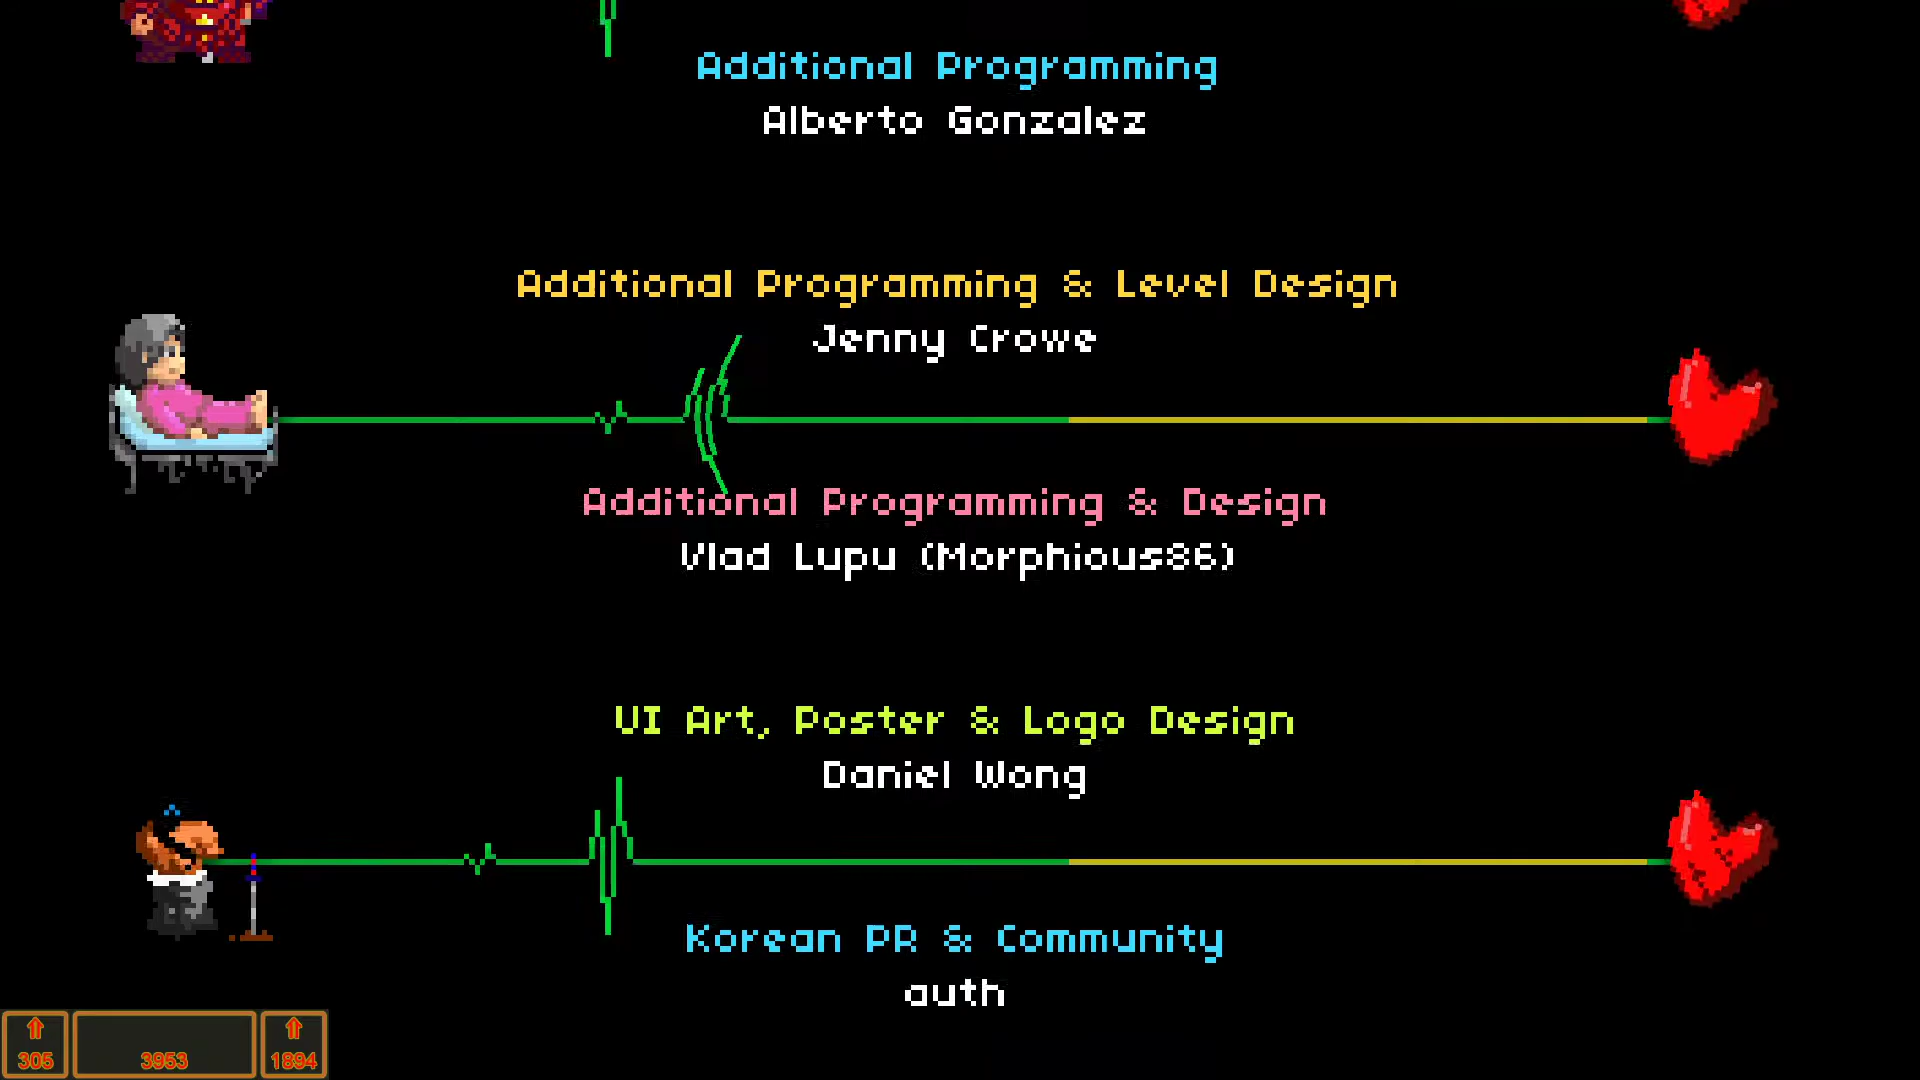 Additional Programming
Alberto Gonzalez
Additional Programming & Level Design
Jenny Crowe
Additional Programming & Design
Vlad Lupu (Morphious86)
UI Art, Poster & Logo Design
Daniel Wong
Korean PR & Community
auth
305 3953 1894